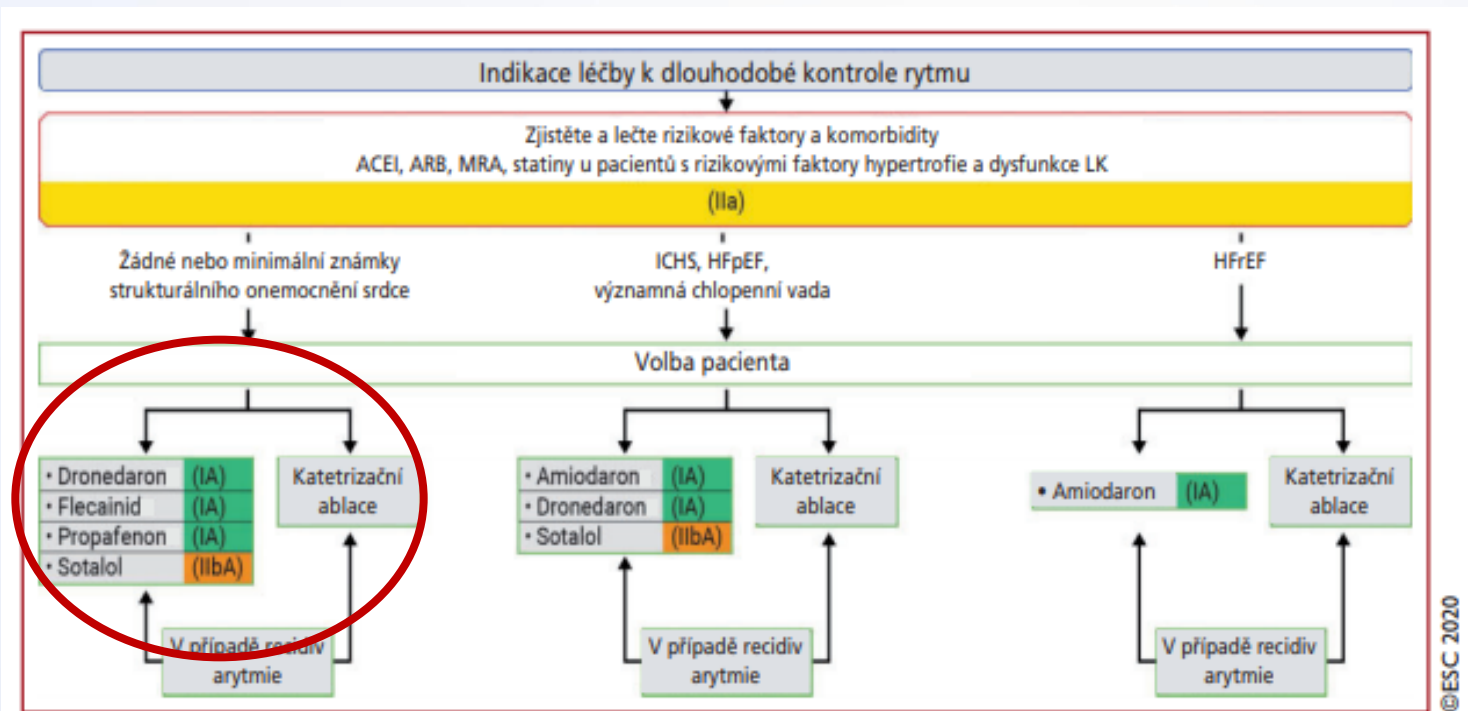 Indikace léčby k dlouhodobé kontrole rytmu
Zjistěte a lečte rizikové faktory a komorbidity
ACEI, ARB, MRA, statiny u pacientů s rizikovými faktory hypertrofie a dysfunkce LK
(IIa)
Žádné nebo minimální známky
strukturálního onemocnění srdce
ICHS, HFpEF,
významná chlopenní vada
HFrEF
Volba pacienta
• Dronedaron (IA)
• Flecainid (IA)
• Propafenon (IA)
• Sotalol (IIbA)
Katetrizační
ablace
• Amiodaron (IA)
• Dronedaron (IA)
• Sotalol (IIbA)
Katetrizační
ablace
• Amiodaron (IA)
Katetrizační
ablace
V případě recidiv
arytmie
V případě recidiv
arytmie
V případě recidiv
arytmie
©ESC 2020